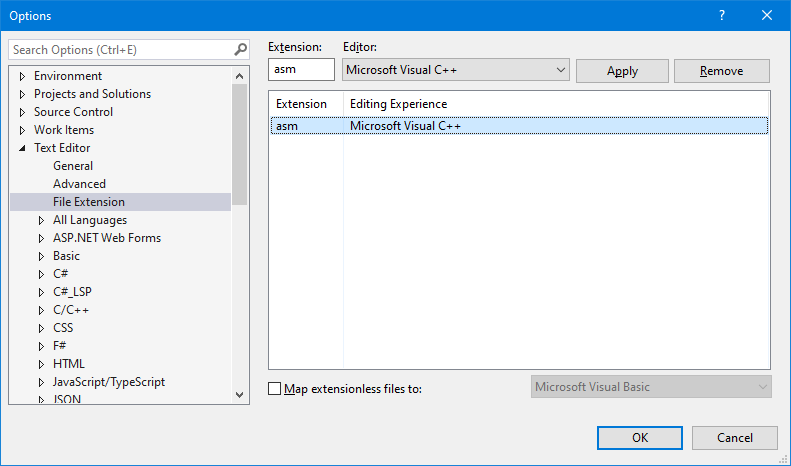 Options
?
Search Options (Ctrl+E)
Environment
Projects and Solutions
Source Control
Work Items
Text Editor
General
Advanced
File Extension
All Languages
ASP.NET Web Forms
Basic
C#
C#_LSP
C/C++
CSS
F#
HTML
JavaScript/TypeScript
JSON
Extension: Editor:
asm Microsoft Visual C++ Apply Remove
Extension Editing Experience
asm Microsoft Visual C++
Map extensionless files to: Microsoft Visual Basic
OK Cancel